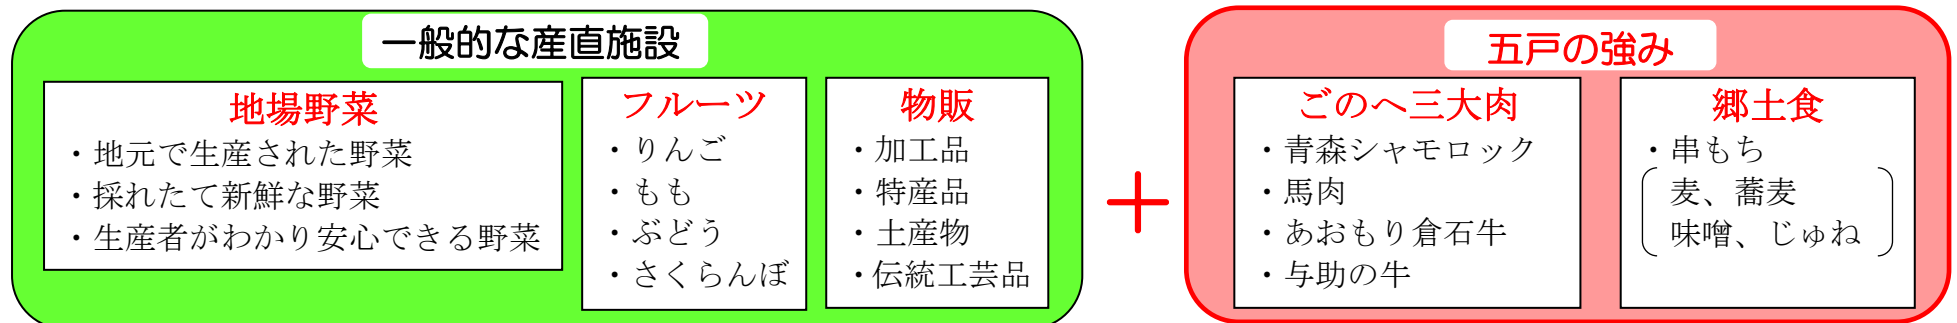 一般的な産直施設
地場野菜
・地元で生産された野菜
・採れたて新鮮な野菜
・生産者がわかり安心できる野菜
フルーツ
・りんご
・もも
・ぶどう
・さくらんぼ
物販
・加工品
・特産品
・土産物
・伝統工芸品
＋
五戸の強み
ごのへ三大肉
・青森シャモロック
・馬肉
・あおもり倉石牛
・与助の牛
郷土食
・串もち
麦、蕎麦
味噌、じゅね